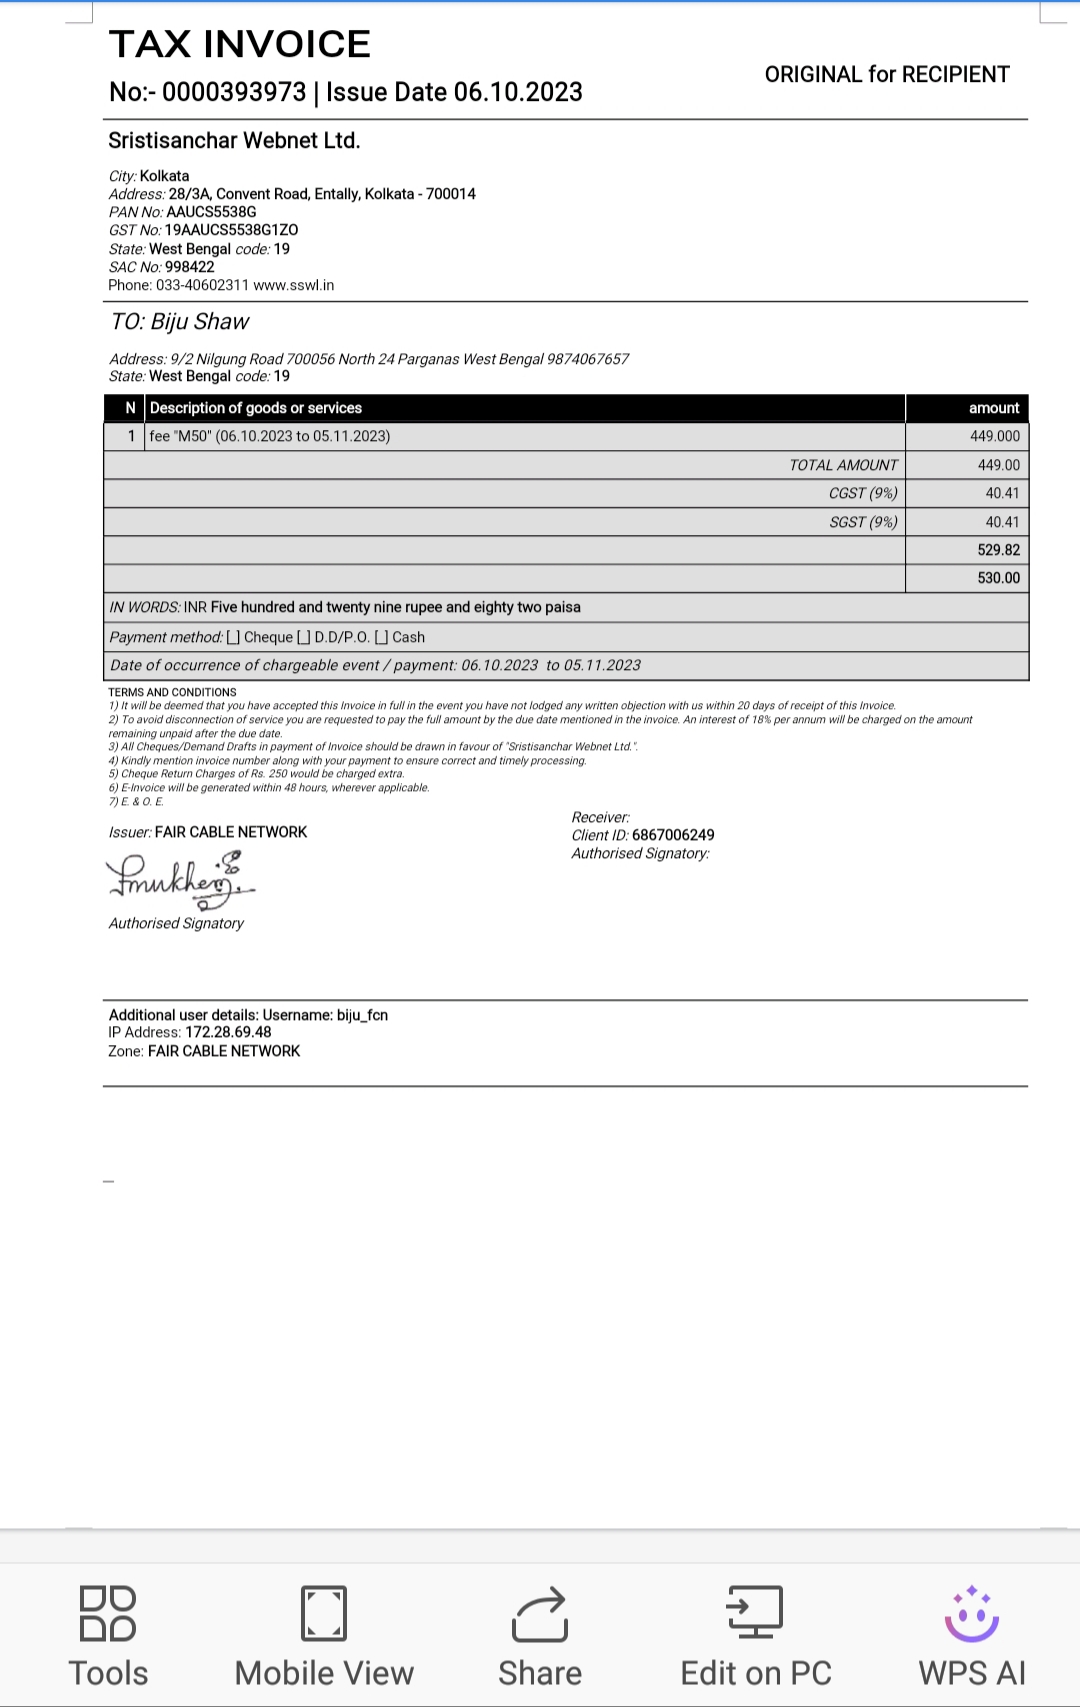 TAX INVOICE
No:- 0000393973 | Issue Date 06.10.2023
ORIGINAL for RECIPIENT
Sristisanchar Webnet Ltd.
City: Kolkata
Address: 28/3A, Convent Road, Entally, Kolkata - 700014
PAN No: AAUCS5538G
GST No: 19AAUCS5538G1ZO
State: West Bengal code: 19
SAC No: 998422
Phone: 033-40602311 www.sswl.in
TO: Biju Shaw
Address: 9/2 Nilgung Road 700056 North 24 Parganas West Bengal 9874067657
State: West Bengal code: 19
N Description of goods or services amount
1 fee "M50" (06.10.2023 to 05.11.2023) 449.000
TOTAL AMOUNT 449.00
CGST (9%) 40.41
SGST (9%) 40.41
529.82
530.00
IN WORDS: INR Five hundred and twenty nine rupee and eighty two paisa
Payment method: [_] Cheque [_] D.D/P.O. [_] Cash
Date of occurrence of chargeable event / payment: 06.10.2023 to 05.11.2023
TERMS AND CONDITIONS
1) It will be deemed that you have accepted this Invoice in full in the event you have not lodged any written objection with us within 20 days of receipt of this Invoice.
2) To avoid disconnection of service you are requested to pay the full amount by the due date mentioned in the invoice. An interest of 18% per annum will be charged on the amount
remaining unpaid after the due date.
3) All Cheques/Demand Drafts in payment of Invoice should be drawn in favour of "Sristisanchar Webnet Ltd.".
4) Kindly mention invoice number along with your payment to ensure correct and timely processing.
5) Cheque Return Charges of Rs. 250 would be charged extra.
6) E-Invoice will be generated within 48 hours, wherever applicable.
7) E. & O. E.
Issuer: FAIR CABLE NETWORK
Receiver:
Client ID: 6867006249
Authorised Signatory:
Authorised Signatory
Additional user details: Username: biju_fcn
IP Address: 172.28.69.48
Zone: FAIR CABLE NETWORK
Tools
Mobile View
Share
Edit on PC
WPS AI